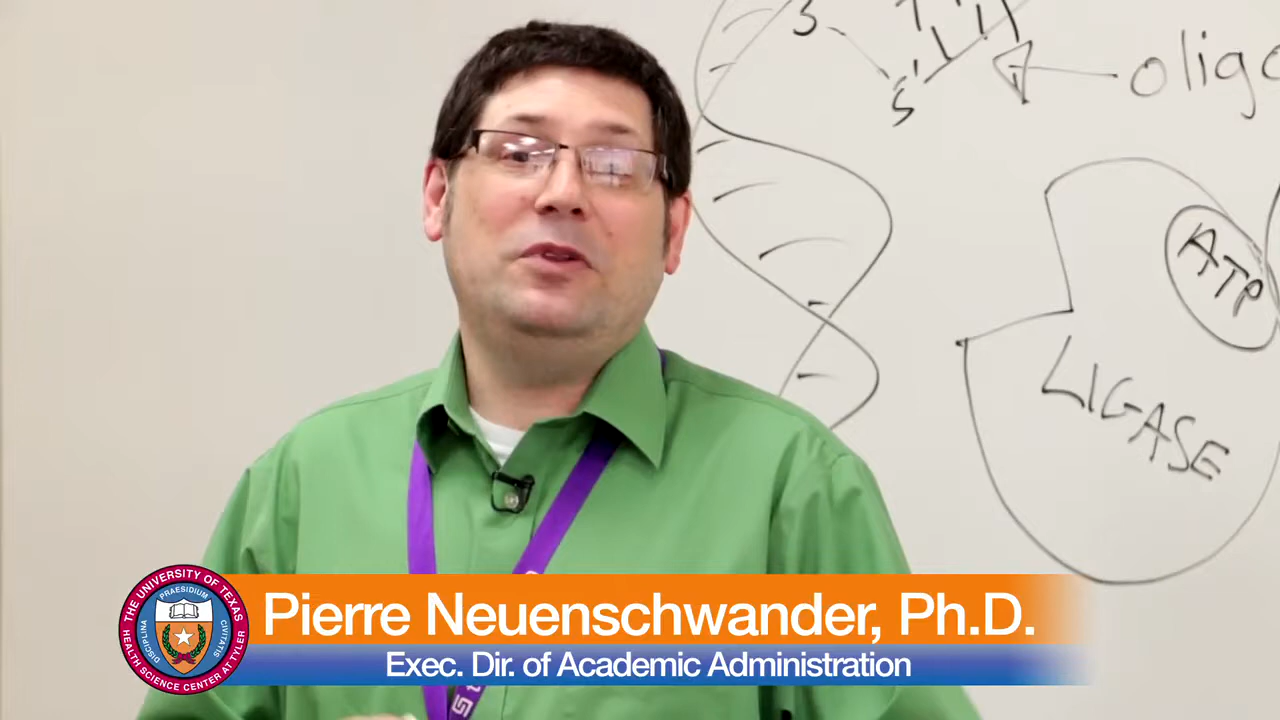 3
5'
oligo
ATP
LIGASE
THE UNIVERSITY OF TEXAS
HEALTH SCIENCE CENTER AT TYLER
PRAESIDIUM
DISCIPLINA
CIVITATIS
Pierre Neuenschwander, Ph.D.
Exec. Dir. of Academic Administration